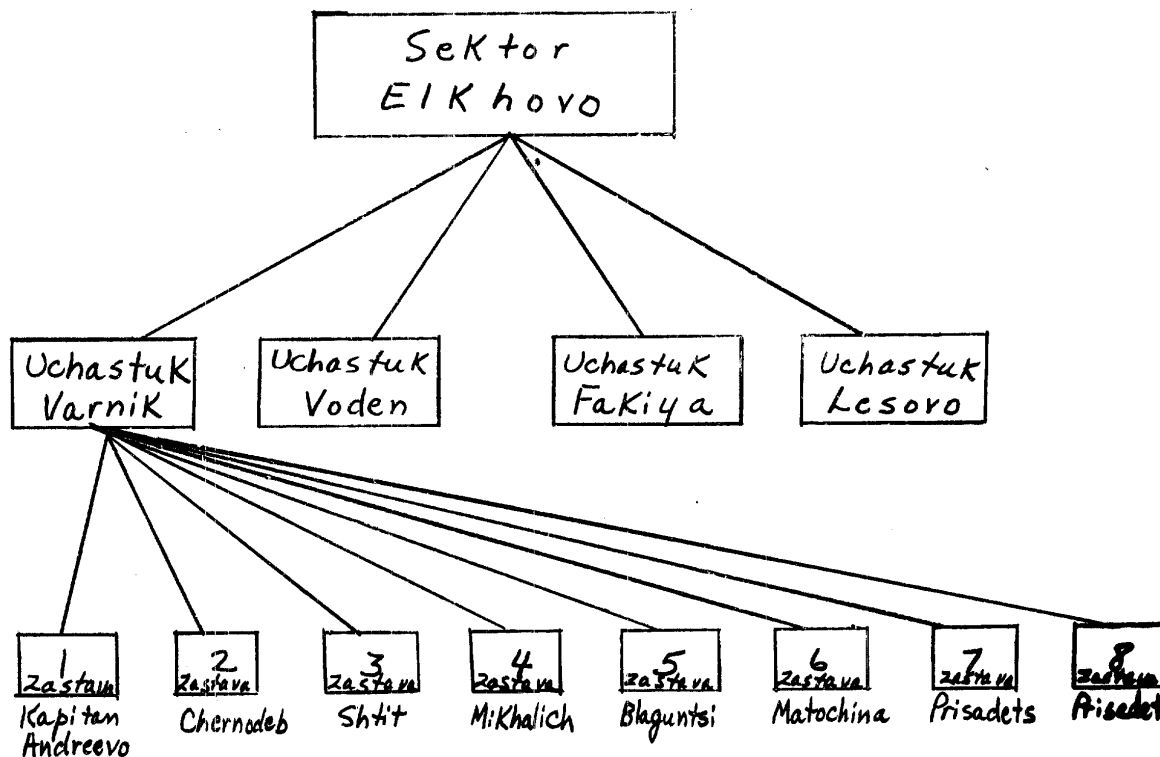 Sektor
Elkhovo
Uchastuk
Varnik
Uchastuk
Voden
Uchastuk
Fakiya
Uchastuk
Lesovo
1
Zastava
Kapitan
Andreevo
2
Zastava
Chernodeb
3
Zastava
Shtit
4
Zastava
Mikhalich
5
Zastava
Blaguntsi
6
Zastava
Matochina
7
Zastava
Prisadets
8
Zastava
Prisadet